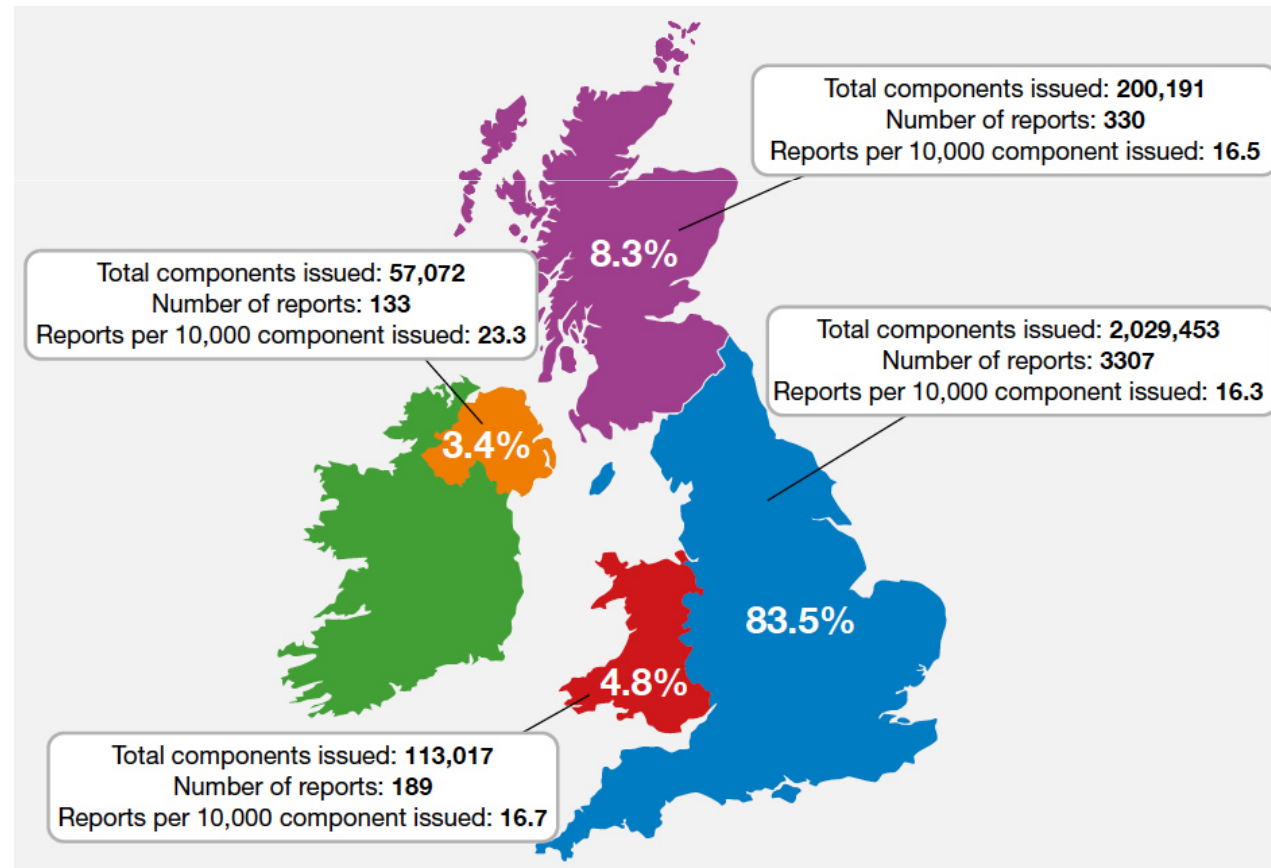 Total components issued: 200,191
Number of reports: 330
Reports per 10,000 component issued: 16.5
8.3%
Total components issued: 57,072
Number of reports: 133
Reports per 10,000 component issued: 23.3
3.4%
Total components issued: 2,029,453
Number of reports: 3307
Reports per 10,000 component issued: 16.3
83.5%
4.8%
Total components issued: 113,017
Number of reports: 189
Reports per 10,000 component issued: 16.7